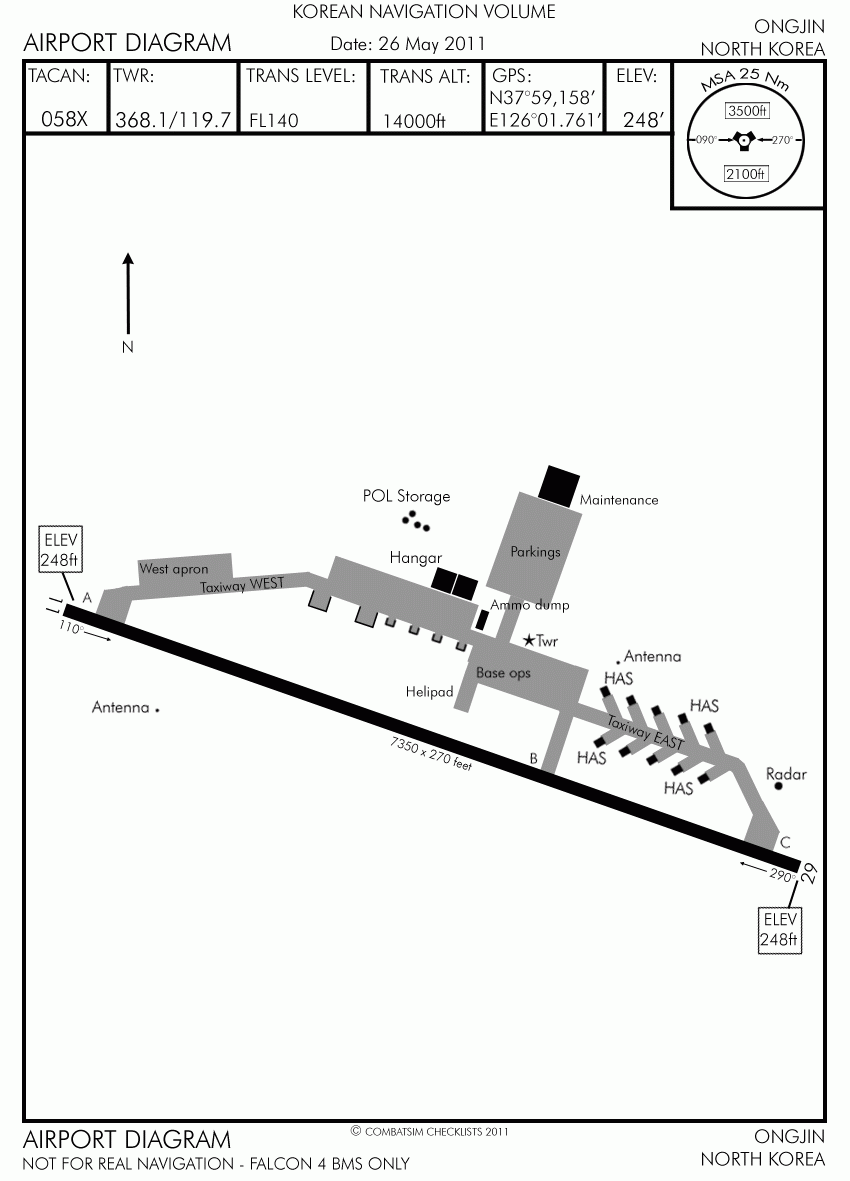 KOREAN NAVIGATION VOLUME
AIRPORT DIAGRAM
Date: 26 May 2011
ONGJIN
NORTH KOREA
TACAN:
058X
TWR:
368.1/119.7
TRANS LEVEL:
FL140
TRANS ALT:
14000ft
GPS:
N37°59,158’
E126°01.761’
ELEV:
248’
MSA 25 Nm
3500ft
090°
270°
2100ft
N
POL Storage
Maintenance
ELEV
248ft
Hangar
Parkings
West apron
Taxiway WEST
A
11
110°
Ammo dump
Twr
Base ops
Antenna
HAS
Helipad
HAS
Antenna
Taxiway EAST
7350 x 270 feet
B
HAS
HAS
Radar
C
290°
29
ELEV
248ft
© COMBATSIM CHECKLISTS 2011
AIRPORT DIAGRAM
ONGJIN
NOT FOR REAL NAVIGATION - FALCON 4 BMS ONLY
NORTH KOREA